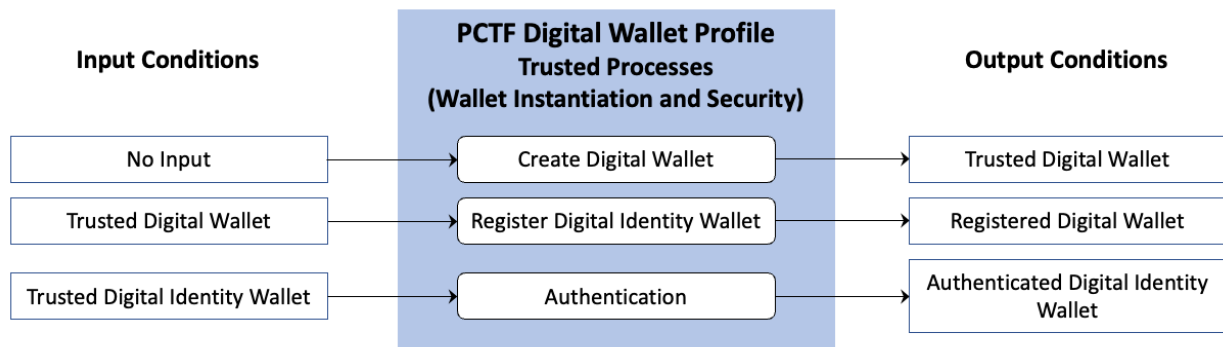 PCTF Digital Wallet Profile
Input Conditions
Trusted Processes
Output Conditions
(Wallet Instantiation and Security)
No Input
Create Digital Wallet
Trusted Digital Wallet
Trusted Digital Wallet
Register Digital Identity Wallet
Registered Digital Wallet
Trusted Digital Identity Wallet
Authentication
Authenticated Digital Identity
Wallet